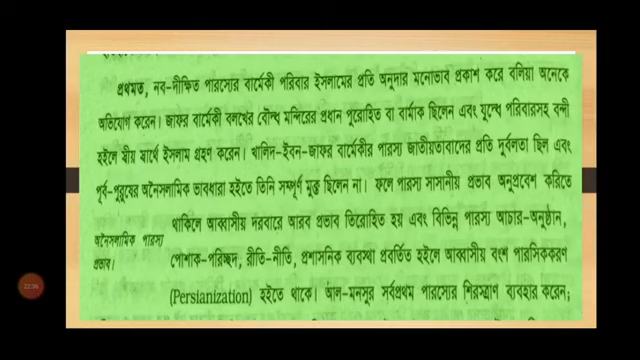 প্রথমত, নব-দীক্ষিত পারস্যের বার্মেকী পরিবার ইসলামের প্রতি অনুদার মনোভাব প্রকাশ করে বলিয়া অনেকে
অভিযোগ করেন। জাফর বার্মেকী বলখের বৌদ্ধ মন্দিরের প্রধান পুরোহিত বা বার্মাক ছিলেন এবং যুদ্ধে পরিবারসহ বন্দী
হইলে স্বীয় স্বার্থে ইসলাম গ্রহণ করেন। খালিদ-ইবন-জাফর বার্মেকীর পারস্য জাতীয়তাবাদের প্রতি দুর্বলতা ছিল এবং
পূর্ব-পুরুষের অনৈসলামিক ভাবধারা হইতে তিনি সম্পূর্ণ মুক্ত ছিলেন না। ফলে পারস্য সাসানীয় প্রভাব অনুপ্রবেশ করিতে
থাকিলে আব্বাসীয় দরবারে আরব প্রভাব তিরোহিত হয় এবং বিভিন্ন পারস্য আচার-অনুষ্ঠান,
অনৈসলামিক পারস্য
প্রভাব।
পোশাক-পরিচ্ছদ, রীতি-নীতি, প্রশাসনিক ব্যবস্থা প্রবর্তিত হইলে আব্বাসীয় বংশ পারসিককরণ
(Persianization) হইতে থাকে। আল-মনসুর সর্বপ্রথম পারস্যের শিরস্ত্রাণ ব্যবহার করেন;
22:36